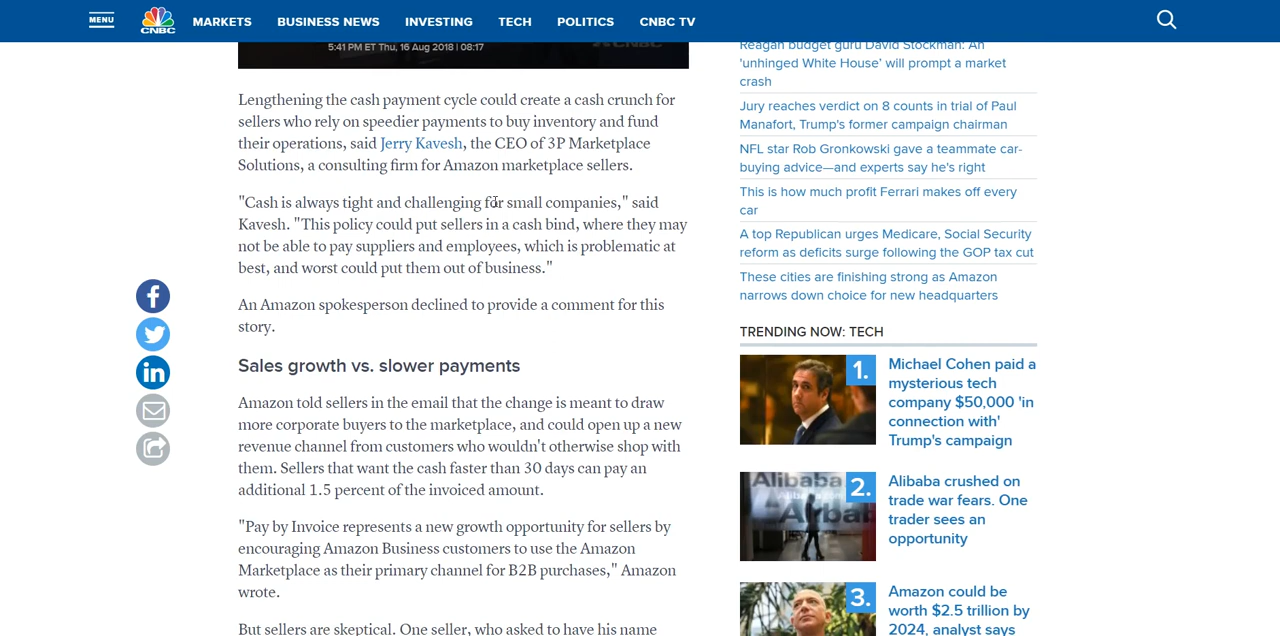 MENU
CNBC
MARKETS
BUSINESS NEWS
INVESTING
TECH
POLITICS
CNBC TV
5:41 PM ET Thu, 16 Aug 2018 | 08:17
CNBC
Lengthening the cash payment cycle could create a cash crunch for
sellers who rely on speedier payments to buy inventory and fund
their operations, said Jerry Kavesh, the CEO of 3P Marketplace
Solutions, a consulting firm for Amazon marketplace sellers.
"Cash is always tight and challenging for small companies," said
Kavesh. "This policy could put sellers in a cash bind, where they may
not be able to pay suppliers and employees, which is problematic at
best, and worst could put them out of business."
An Amazon spokesperson declined to provide a comment for this
story.
Sales growth vs. slower payments
Amazon told sellers in the email that the change is meant to draw
more corporate buyers to the marketplace, and could open up a new
revenue channel from customers who wouldn't otherwise shop with
them. Sellers that want the cash faster than 30 days can pay an
additional 1.5 percent of the invoiced amount.
"Pay by Invoice represents a new growth opportunity for sellers by
encouraging Amazon Business customers to use the Amazon
Marketplace as their primary channel for B2B purchases," Amazon
wrote.
But sellers are skeptical. One seller, who asked to have his name
Reagan budget guru David Stockman: An
'unhinged White House' will prompt a market
crash
Jury reaches verdict on 8 counts in trial of Paul
Manafort, Trump's former campaign chairman
NFL star Rob Gronkowski gave a teammate car-
buying advice—and experts say he's right
This is how much profit Ferrari makes off every
car
A top Republican urges Medicare, Social Security
reform as deficits surge following the GOP tax cut
These cities are finishing strong as Amazon
narrows down choice for new headquarters
TRENDING NOW: TECH
1.
Michael Cohen paid a
mysterious tech
company $50,000 'in
connection with'
Trump's campaign
Alibaba
2.
Alibaba crushed on
trade war fears. One
trader sees an
opportunity
3.
Amazon could be
worth $2.5 trillion by
2024, analyst says